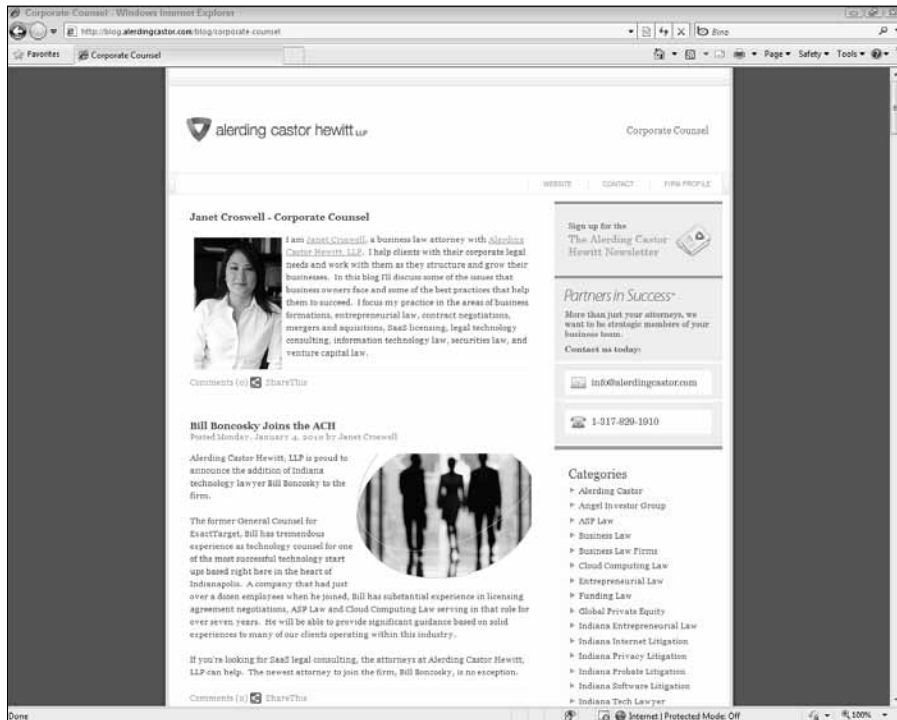 Corporate Counsel - Windows Internet Explorer
http://blog.alerdingcastor.com/blog/corporate-counsel
Bing
Favorites
Corporate Counsel
Page
Safety
Tools
alerding castor hewitt LLP
Corporate Counsel
WEBSITE
CONTACT
FIRM PROFILE
Janet Croswell - Corporate Counsel
I am Janet Croswell, a business law attorney with Alerding
Castor Hewitt, LLP. I help clients with their corporate legal
needs and work with them as they structure and grow their
businesses. In this blog I'll discuss some of the issues that
business owners face and some of the best practices that help
them to succeed. I focus my practice in the areas of business
formations, entrepreneurial law, contract negotiations,
mergers and aquisitions, SaaS licensing, legal technology
consulting, information technology law, securities law, and
venture capital law.
Comments (0) ShareThis
Bill Boncosky Joins the ACH
Posted Monday, January 4, 2010 by Janet Croswell
Alerding Castor Hewitt, LLP is proud to
announce the addition of Indiana
technology lawyer Bill Boncosky to the
firm.
The former General Counsel for
ExactTarget, Bill has tremendous
experience as technology counsel for one
of the most successful technology start
ups based right here in the heart of
Indianapolis. A company that had just
over a dozen employees when he joined, Bill has substantial experience in licensing
agreement negotiations, ASP Law and Cloud Computing Law serving in that role for
over seven years. He will be able to provide significant guidance based on solid
experiences to many of our clients operating within this industry.
If you're looking for SaaS legal consulting, the attorneys at Alerding Castor Hewitt,
LLP can help. The newest attorney to join the firm, Bill Boncosky, is no exception.
Comments (0) ShareThis
Sign up for the
The Alerding Castor
Hewitt Newsletter
Partners in Success
More than just your attorneys, we
want to be strategic members of your
business team.
Contact us today:
info@alerdingcastor.com
1-317-829-1910
Categories
Alerding Castor
Angel Investor Group
ASP Law
Business Law
Business Law Firms
Cloud Computing Law
Entrepreneurial Law
Funding Law
Global Private Equity
Indiana Entrepreneurial Law
Indiana Internet Litigation
Indiana Privacy Litigation
Indiana Probate Litigation
Indiana Software Litigation
Indiana Tech Lawyer
Done
Internet | Protected Mode: Off
100%